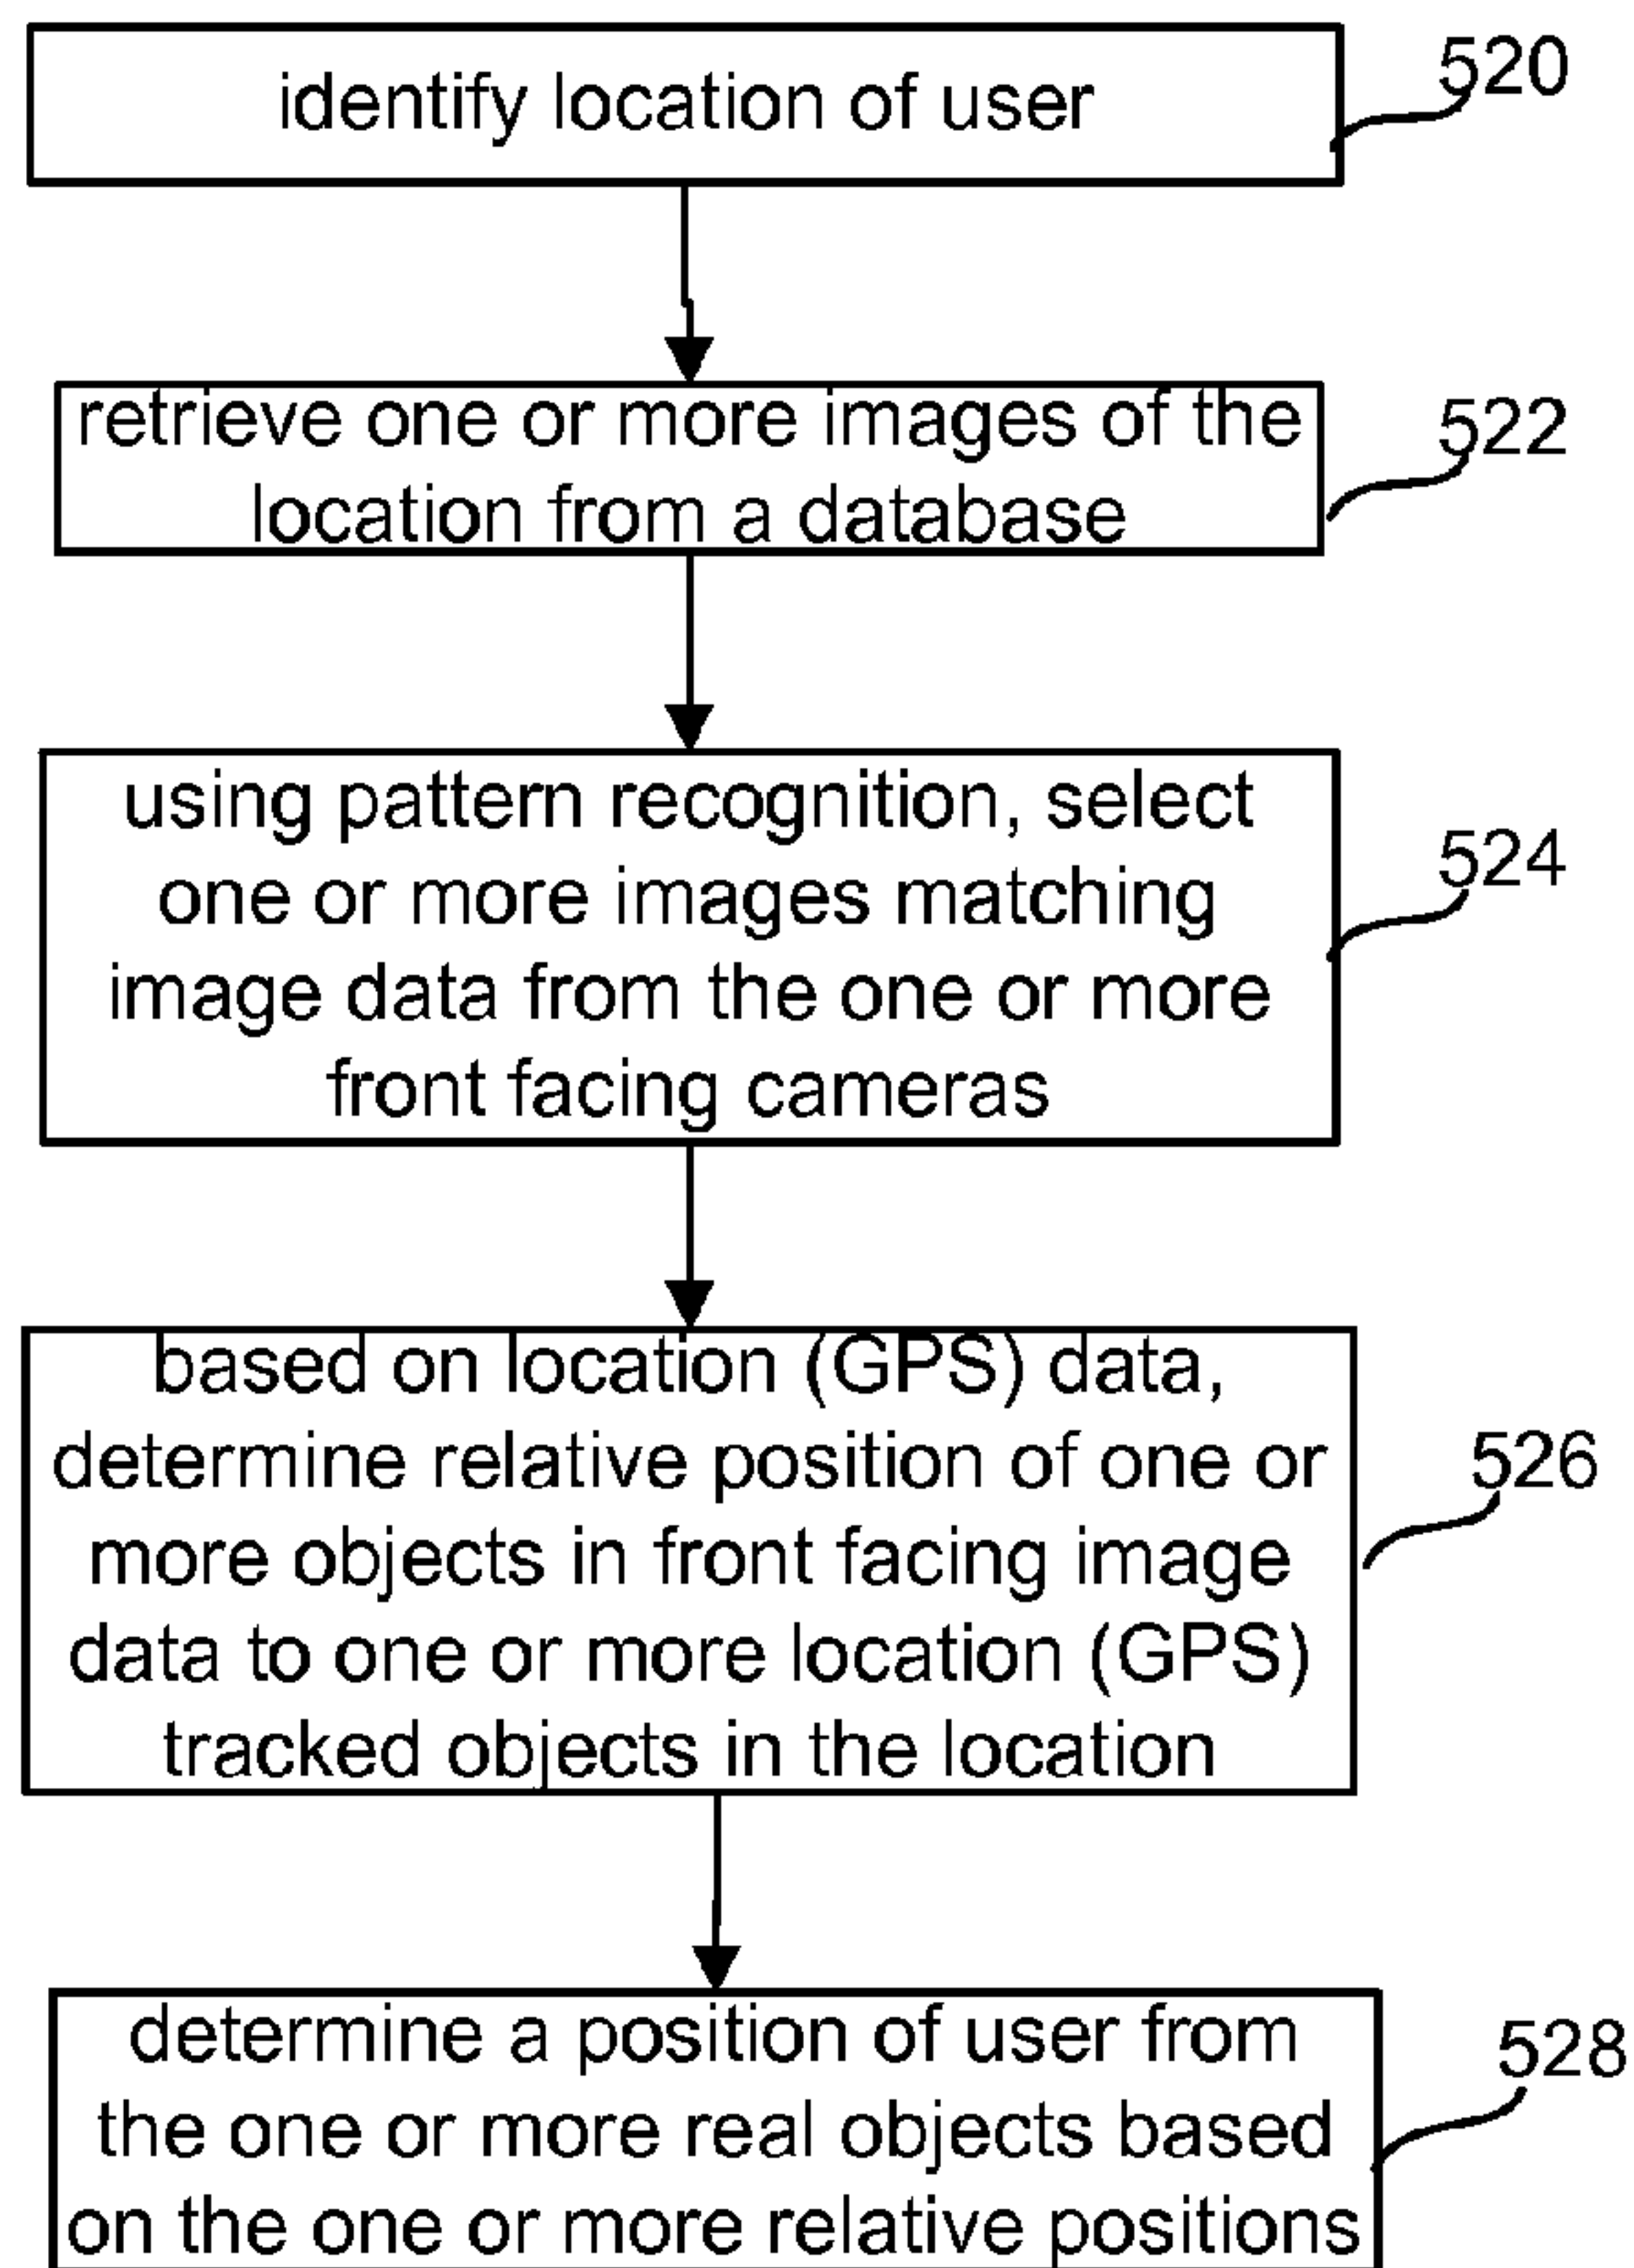 identify location of user
520
retrieve one or more images of the
location from a database
522
using pattern recognition, select
one or more images matching
image data from the one or more
front facing cameras
524
based on location (GPS) data,
determine relative position of one or
more objects in front facing image
data to one or more location (GPS)
tracked objects in the location
526
determine a position of user from
the one or more real objects based
on the one or more relative positions
528